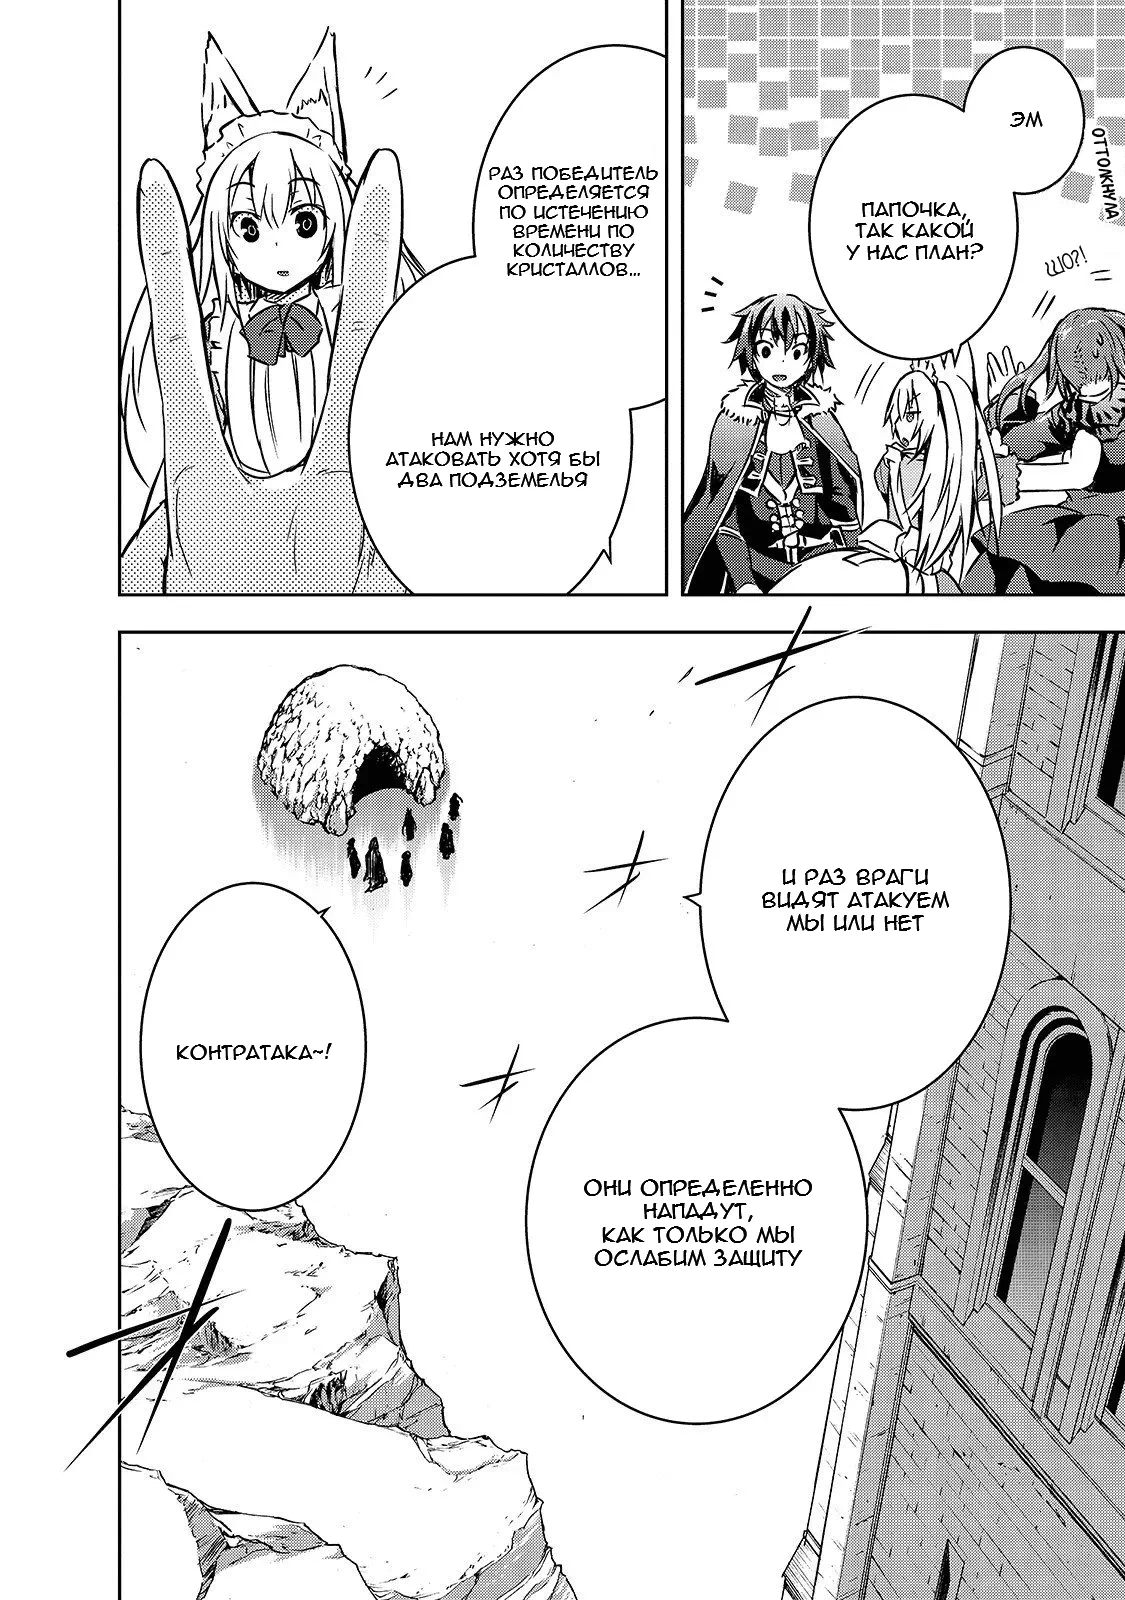 ЭМ
ПАПОЧКА,
ТАК КАКОЙ
У НАС ПЛАН?
ОТТОЛКНУЛА
ШО?!
РАЗ ПОБЕДИТЕЛЬ
ОПРЕДЕЛЯЕТСЯ
ПО ИСТЕЧЕНИЮ
ВРЕМЕНИ ПО
КОЛИЧЕСТВУ
КРИСТАЛЛОВ...
НАМ НУЖНО
АТАКОВАТЬ ХОТЯ БЫ
ДВА ПОДЗЕМЕЛЬЯ
И РАЗ ВРАГИ
ВИДЯТ АТАКУЕМ
МЫ ИЛИ НЕТ
ОНИ ОПРЕДЕЛЕННО
НАПАДУТ,
КАК ТОЛЬКО МЫ
ОСЛАБИМ ЗАЩИТУ
КОНТРАТАКА~!